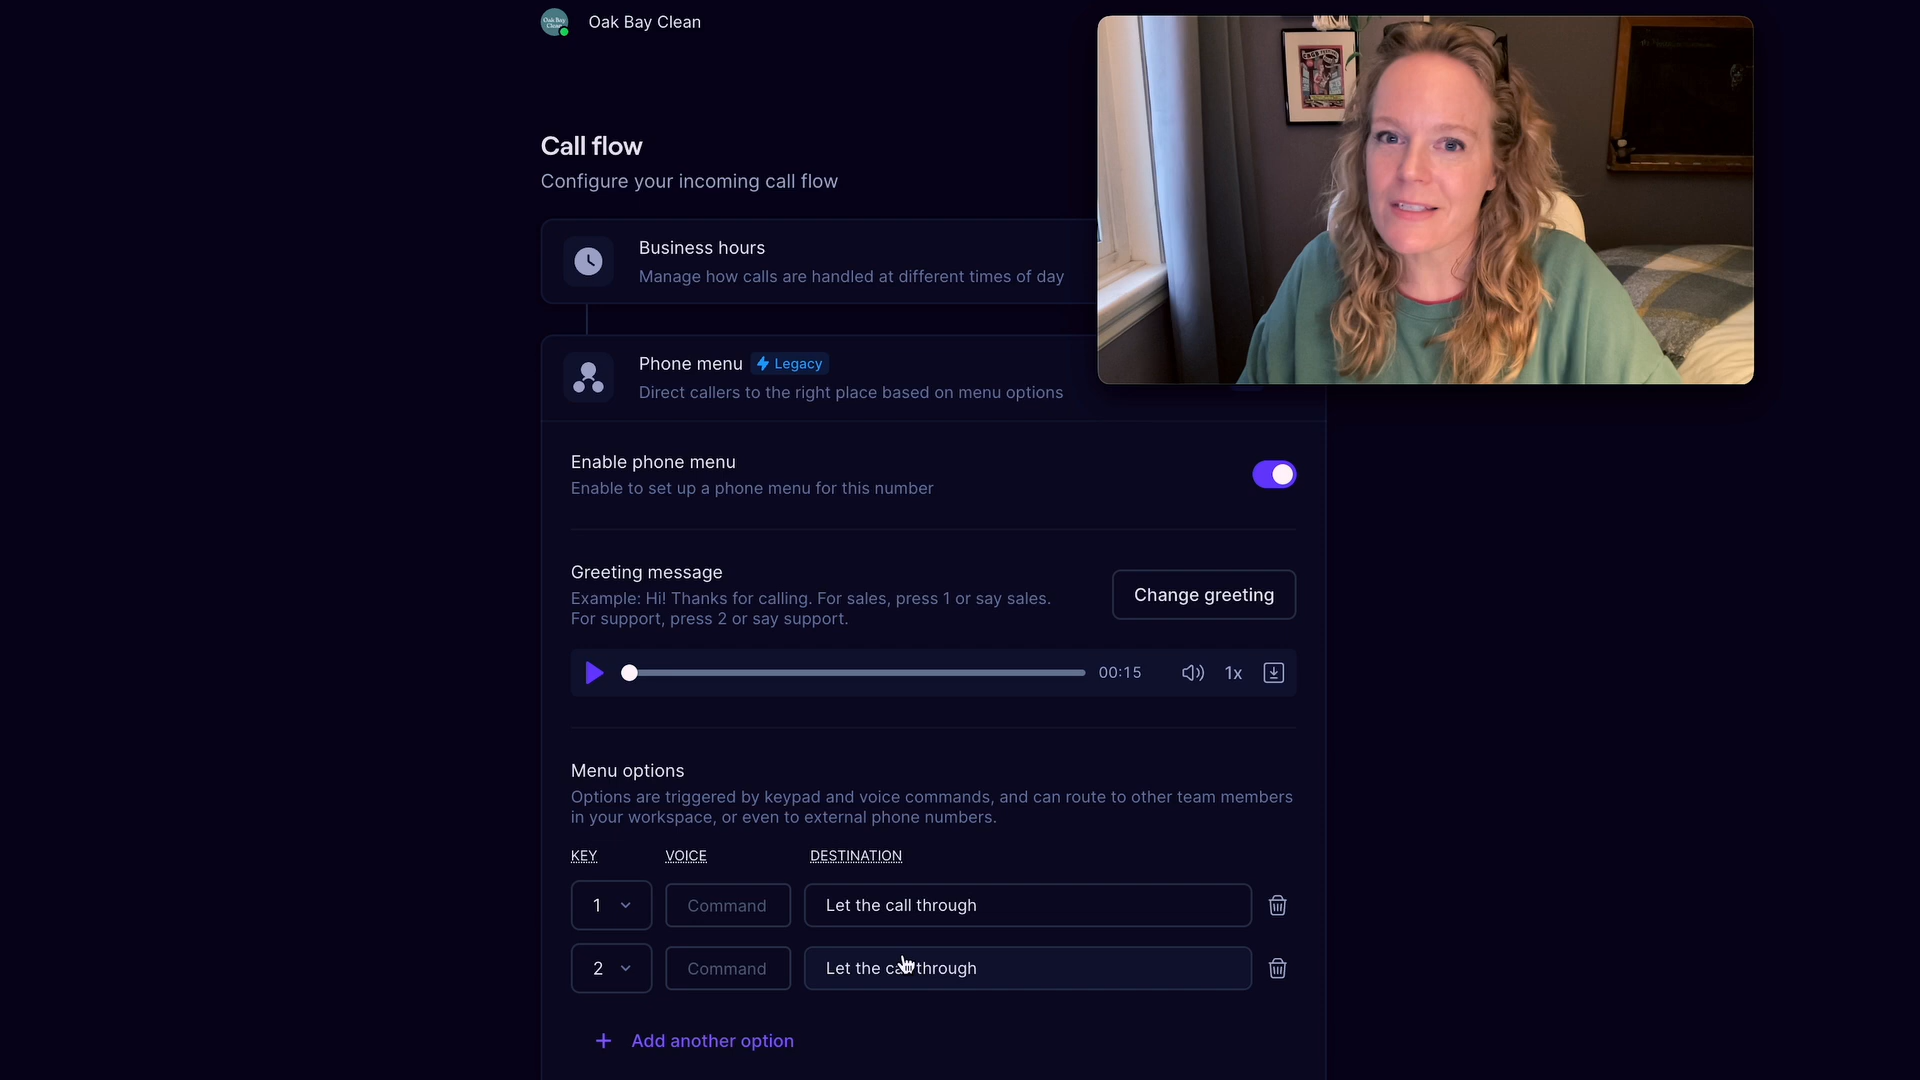 Oak Bay Clean
Call flow
Configure your incoming call flow
Business hours
Manage how calls are handled at different times of day
Phone menu
Legacy
Direct callers to the right place based on menu options
Enable phone menu
Enable to set up a phone menu for this number
Greeting message
Example: Hi! Thanks for calling. For sales, press 1 or say sales.
For support, press 2 or say support.
Change greeting
00:15
1x
Menu options
Options are triggered by keypad and voice commands, and can route to other team members
in your workspace, or even to external phone numbers.
KEY VOICE DESTINATION
1 Command Let the call through
2 Command Let the call through
+ Add another option